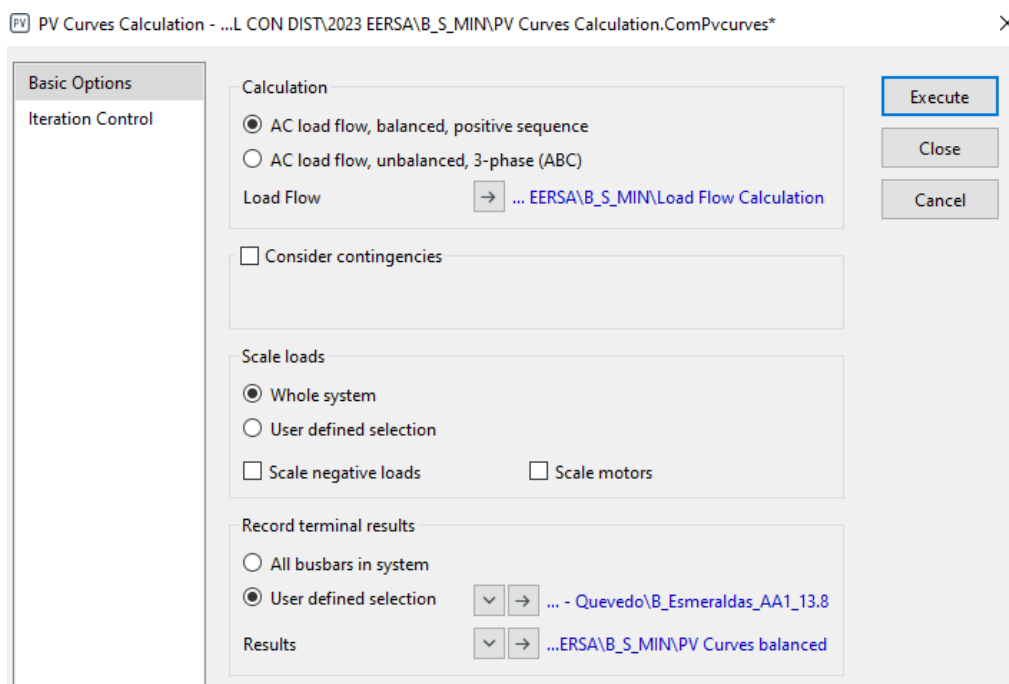 PV PV Curves Calculation - ...L CON DIST\2023 EERSA\B_S_MIN\PV Curves Calculation.ComPvcurves*
Basic Options
Iteration Control
Calculation
AC load flow, balanced, positive sequence
AC load flow, unbalanced, 3-phase (ABC)
Load Flow ... EERSA\B_S_MIN\Load Flow Calculation
Consider contingencies
Scale loads
Whole system
User defined selection
Scale negative loads Scale motors
Record terminal results
All busbars in system
User defined selection ... - Quevedo\B_Esmeraldas_AA1_13.8
Results ...ERSA\B_S_MIN\PV Curves balanced
Execute
Close
Cancel